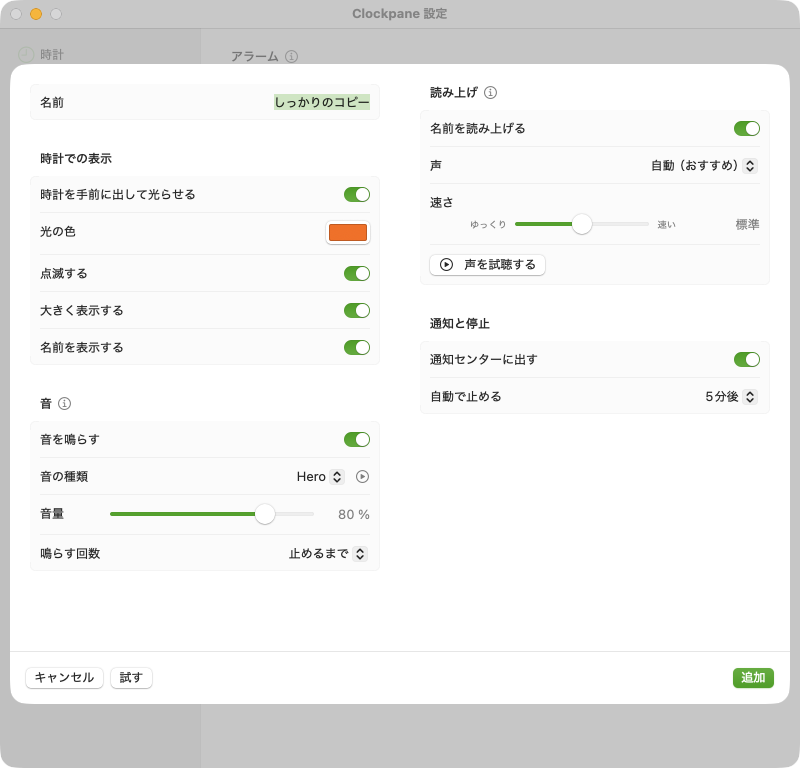 Clockpane 設定
時計
アラーム
名前
しっかりのコピー
時計での表示
時計を手前に出して光らせる
光の色
点滅する
大きく表示する
名前を表示する
音
音を鳴らす
音の種類 Hero
音量 80 %
鳴らす回数 止めるまで
読み上げ
名前を読み上げる
声 自動（おすすめ）
速さ
ゆっくり 速い 標準
声を試聴する
通知と停止
通知センターに出す
自動で止める 5分後
キャンセル 試す 追加